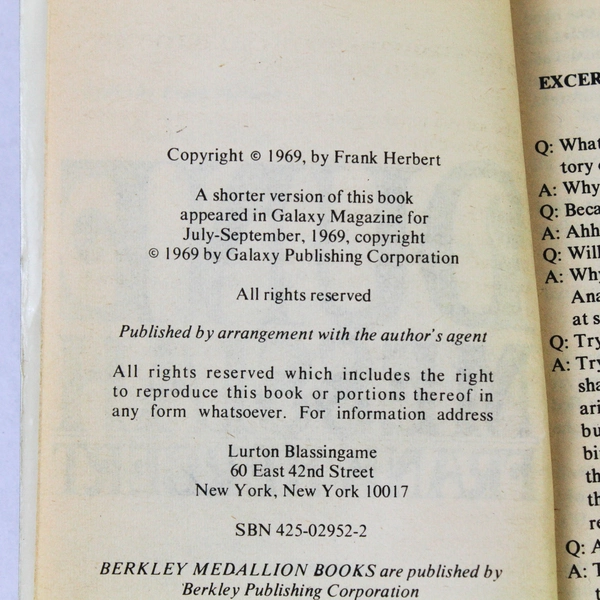 Copyright © 1969, by Frank Herbert
A shorter version of this book
appeared in Galaxy Magazine for
July-September, 1969, copyright
© 1969 by Galaxy Publishing Corporation
All rights reserved
Published by arrangement with the author's agent
All rights reserved which includes the right
to reproduce this book or portions thereof in
any form whatsoever. For information address
Lurton Blassingame
60 East 42nd Street
New York, New York 10017
SBN 425-02952-2
BERKLEY MEDALLION BOOKS are published by
Berkley Publishing Corporation
EXCER
Q: What
tory
A: Why
Q: Beca
A: Ahh
Q: Will
A: Why
Ana
at s
Q: Try
A: Try
sha
ari
bu
bi
th
th
re
Q: A
A: T
t